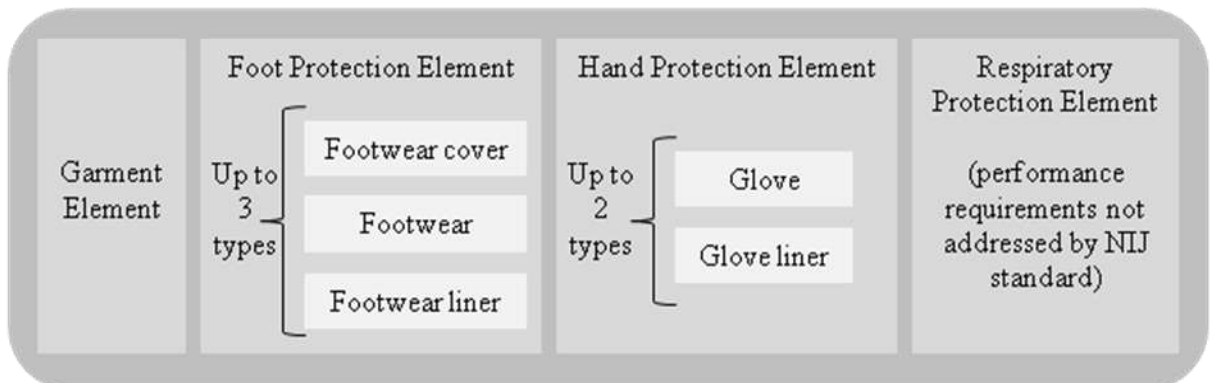 Garment
Element
Foot Protection Element
Up to
3
types
Footwear cover
Footwear
Footwear liner
Hand Protection Element
Up to
2
types
Glove
Glove liner
Respiratory
Protection Element
(performance
requirements not
addressed by NIJ
standard)